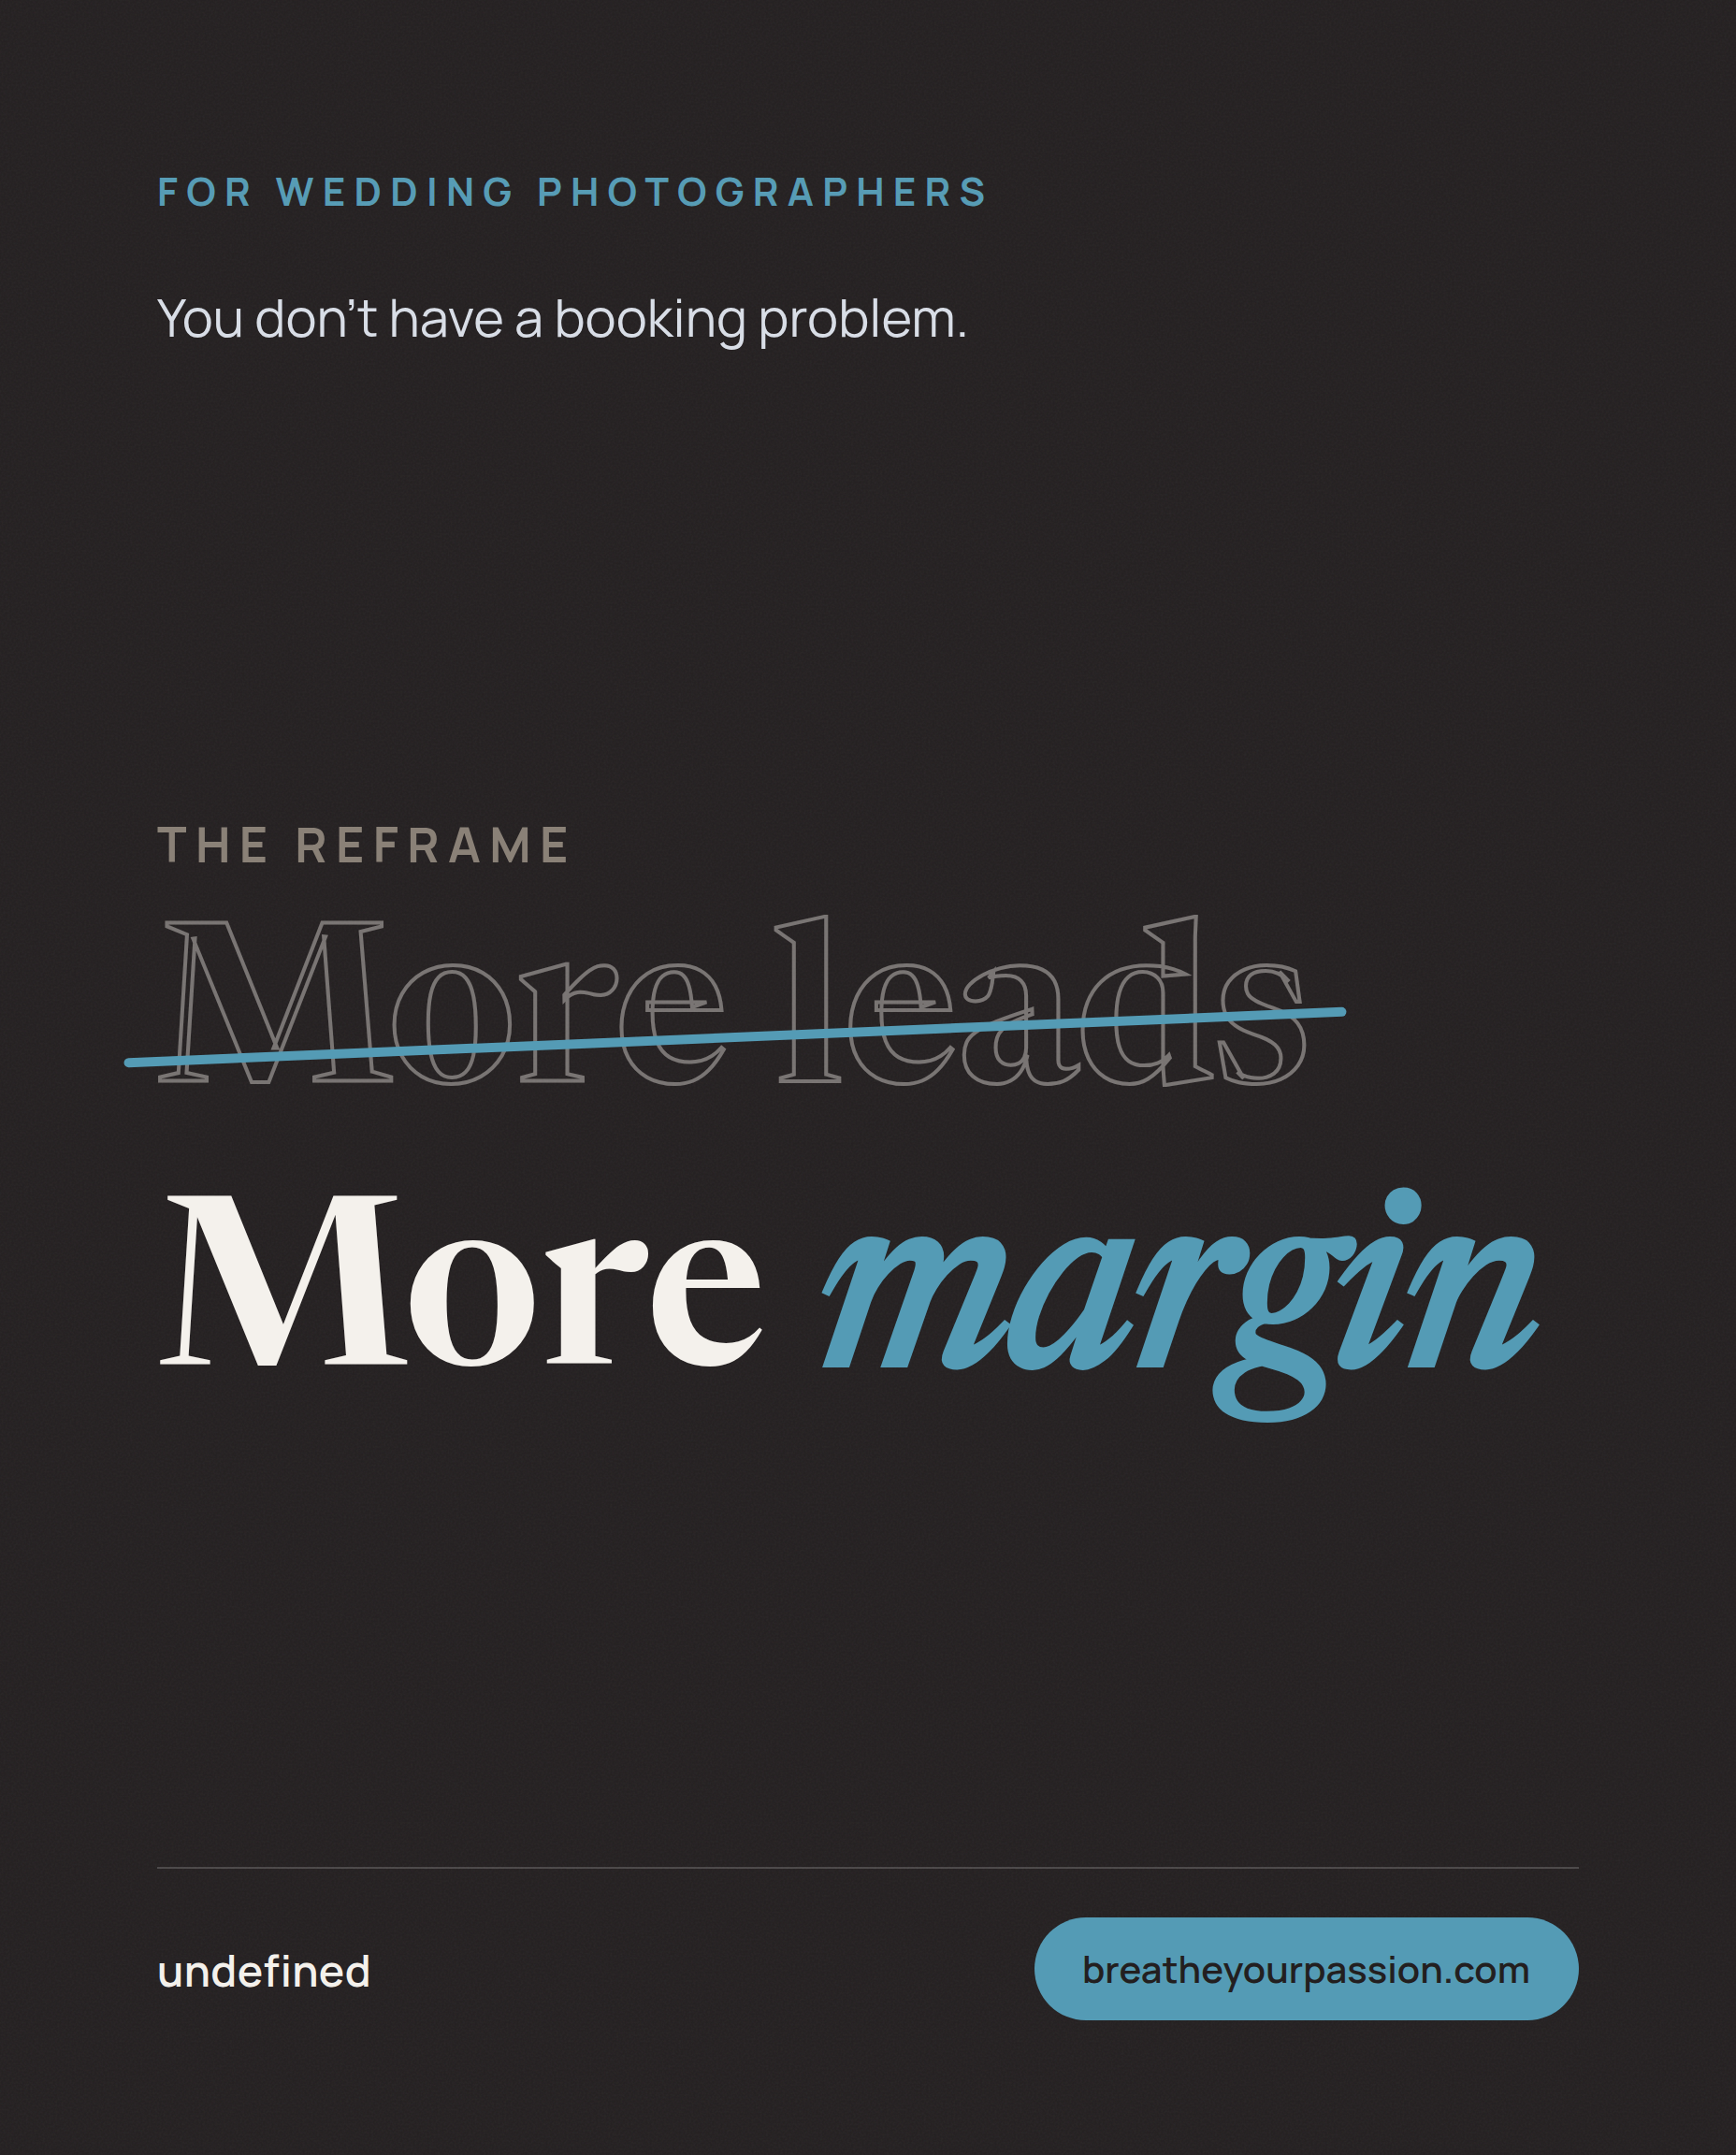 FOR WEDDING PHOTOGRAPHERS
You don’t have a booking problem.
THE REFRAME
More leads
More margin
undefined
breatheyourpassion.com